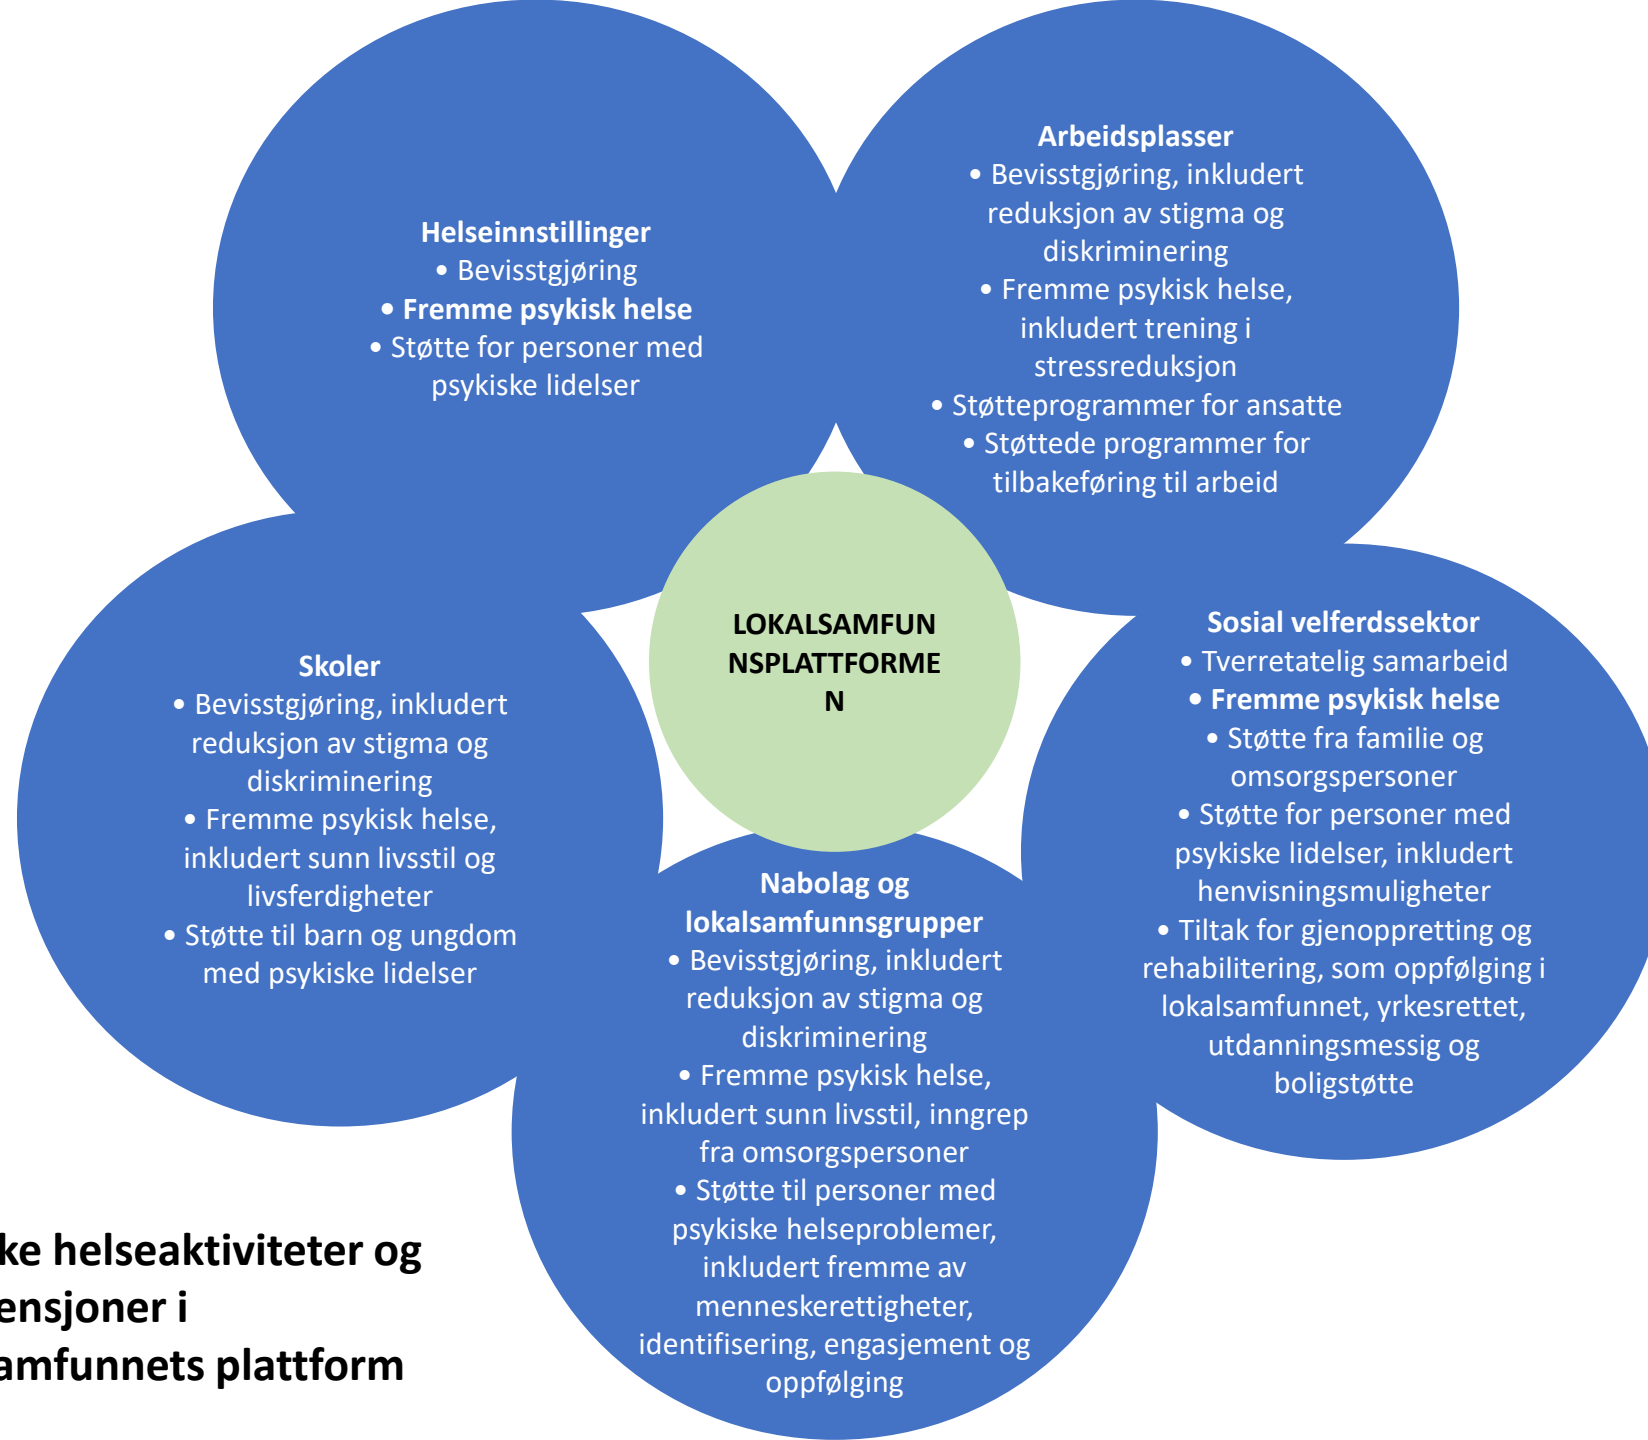 Helseinnstillinger
• Bevisstgjøring
• Fremme psykisk helse
• Støtte for personer med
psykiske lidelser
Arbeidsplasser
• Bevisstgjøring, inkludert
reduksjon av stigma og
diskriminering
• Fremme psykisk helse,
inkludert trening i
stressreduksjon
• Støtteprogrammer for ansatte
• Støttede programmer for
tilbakeføring til arbeid
LOKALSAMFUN
NSPLATTFORME
N
Skoler
• Bevisstgjøring, inkludert
reduksjon av stigma og
diskriminering
• Fremme psykisk helse,
inkludert sunn livsstil og
livsferdigheter
• Støtte til barn og ungdom
med psykiske lidelser
Sosial velferdssektor
• Tverretatelig samarbeid
• Fremme psykisk helse
• Støtte fra familie og
omsorgspersoner
• Støtte for personer med
psykiske lidelser, inkludert
henvisningsmuligheter
• Tiltak for gjenoppretting og
rehabilitering, som oppfølging i
lokalsamfunnet, yrkesrettet,
utdanningsmessig og
boligstøtte
Nabolag og
lokalsamfunnsgrupper
• Bevisstgjøring, inkludert
reduksjon av stigma og
diskriminering
• Fremme psykisk helse,
inkludert sunn livsstil, inngrep
fra omsorgspersoner
• Støtte til personer med
psykiske helseproblemer,
inkludert fremme av
menneskerettigheter,
identifisering, engasjement og
oppfølging
ke helseaktiviteter og
ensjoner i
amfunnets plattform